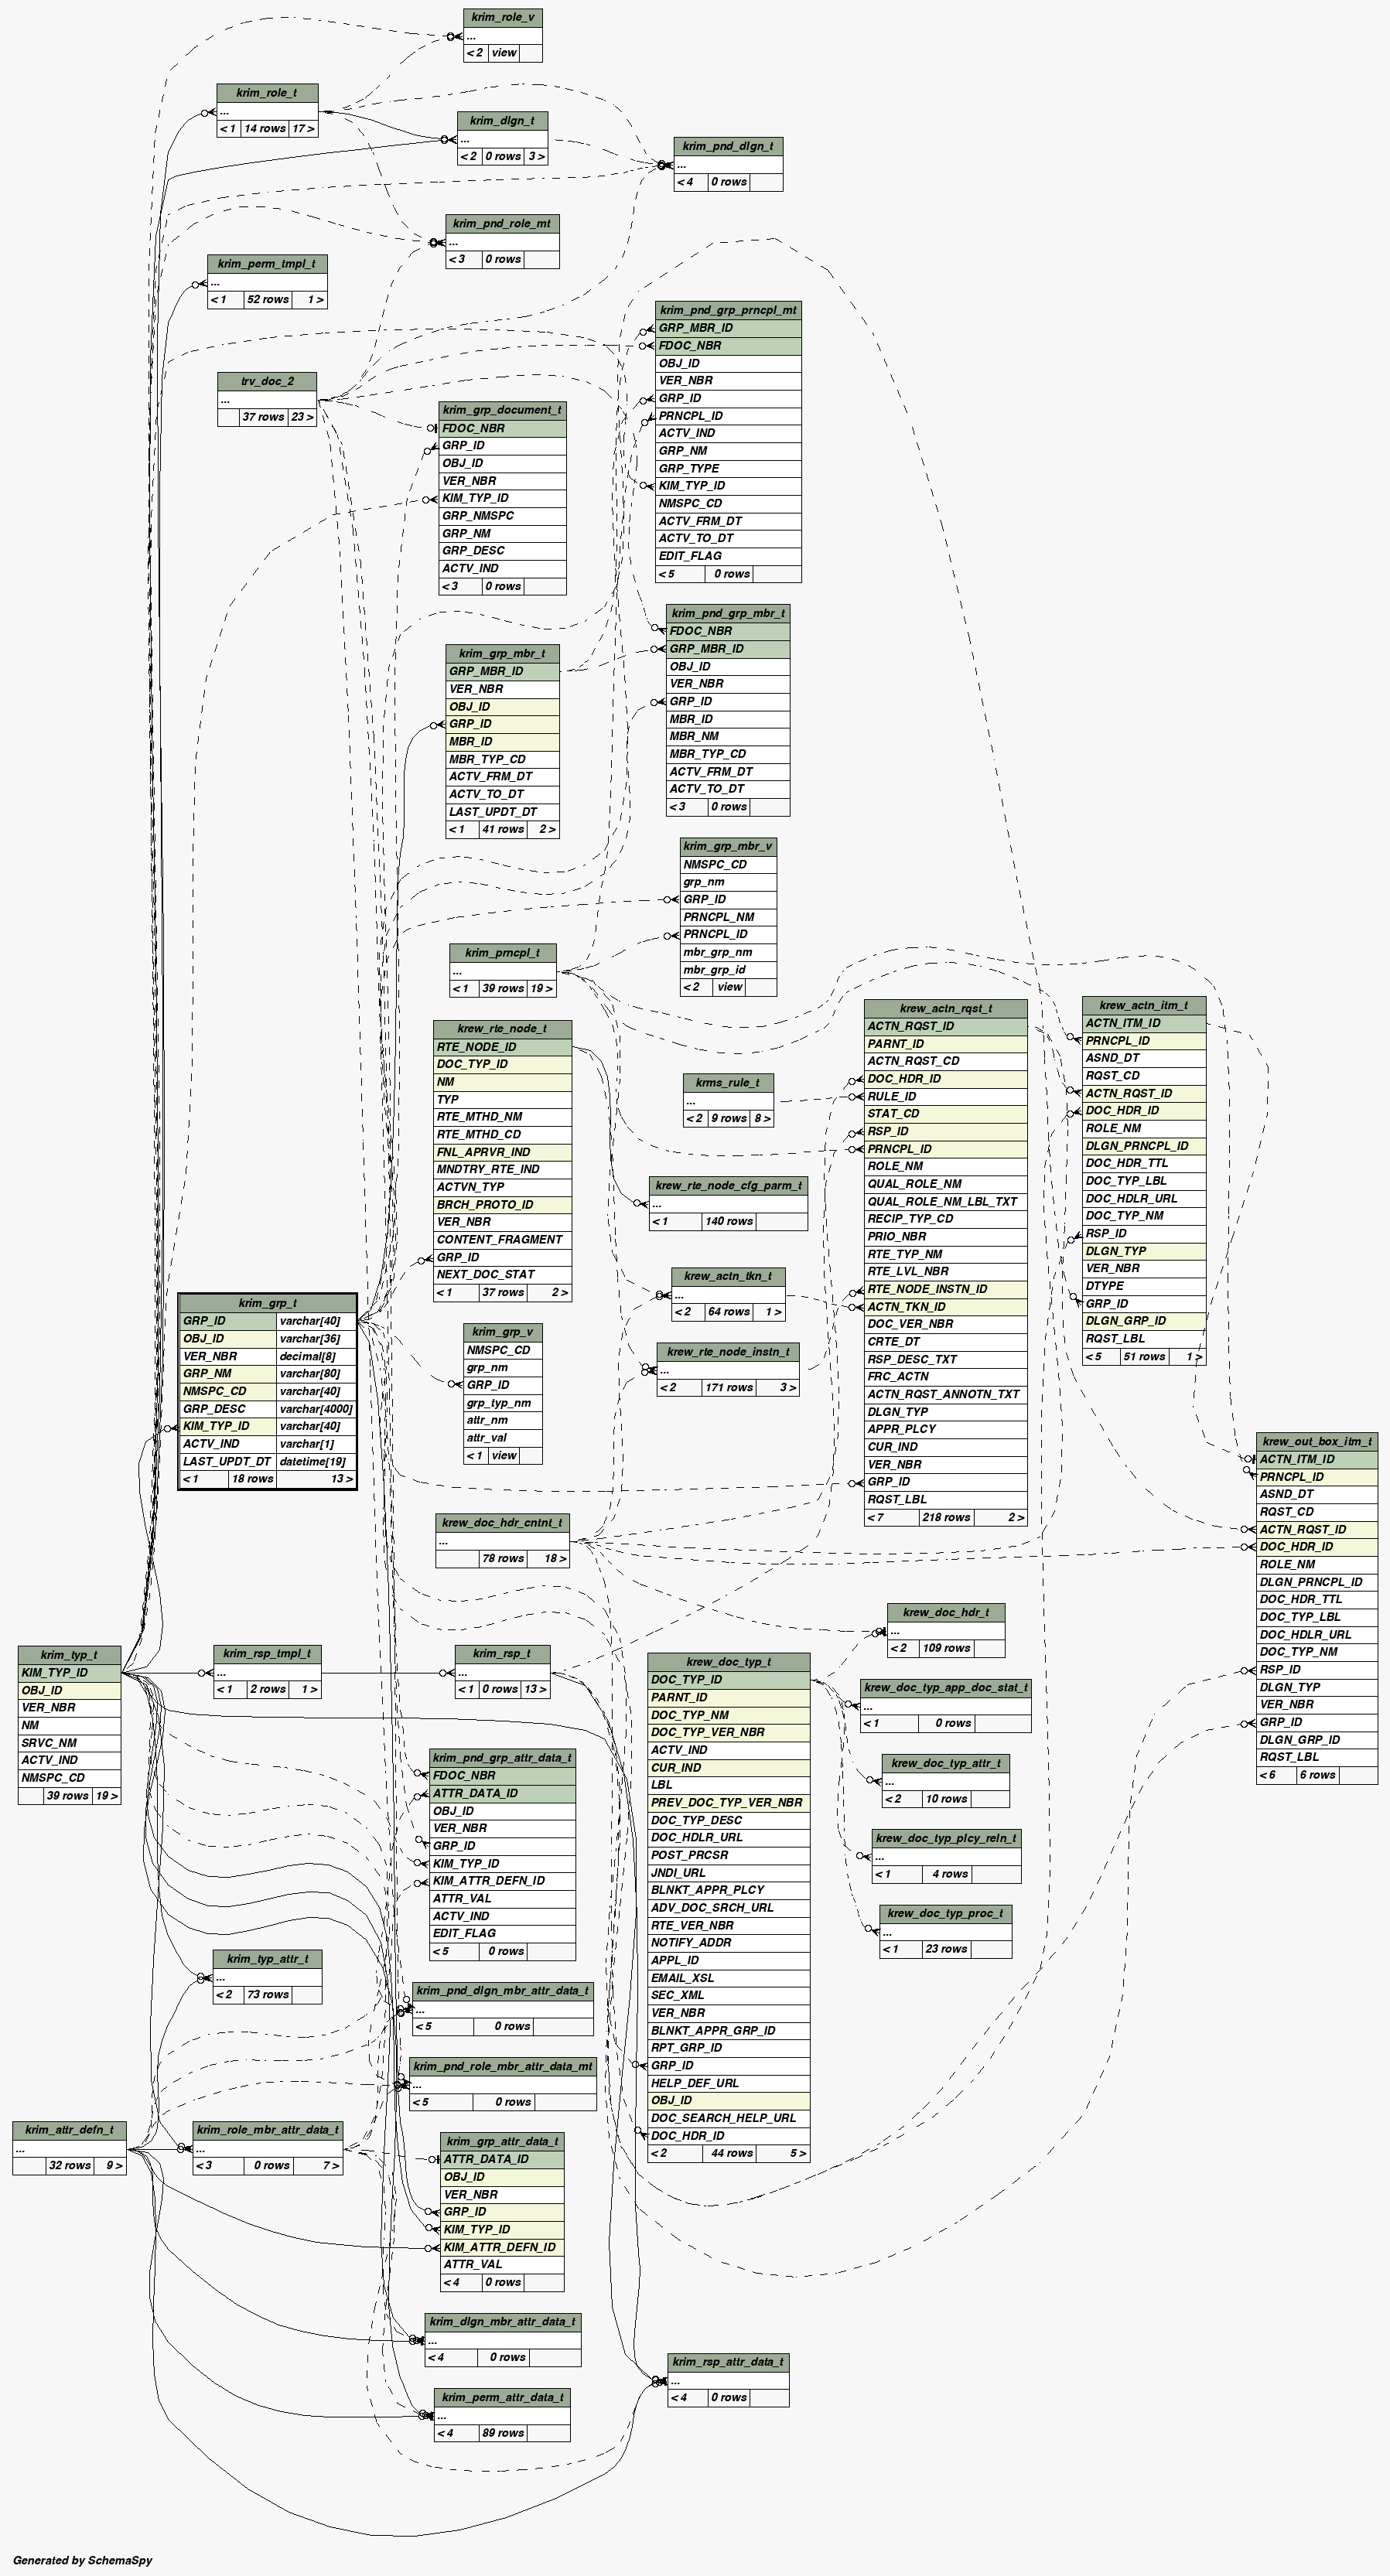 krim_role_v
...
< 2 view
krim_role_t
...
< 1 14 rows 17 >
krim_dlgn_t
...
< 2 0 rows 3 >
krim_pnd_dlgn_t
...
< 4 0 rows
krim_pnd_role_mt
...
< 3 0 rows
krim_perm_tmpl_t
...
< 1 52 rows 1 >
krim_pnd_grp_prncpl_mt
GRP_MBR_ID
FDOC_NBR
OBJ_ID
VER_NBR
GRP_ID
PRNCPL_ID
ACTV_IND
GRP_NM
GRP_TYPE
KIM_TYP_ID
NMSPC_CD
ACTV_FRM_DT
ACTV_TO_DT
EDIT_FLAG
< 5 0 rows
trv_doc_2
...
37 rows 23 >
krim_grp_document_t
FDOC_NBR
GRP_ID
OBJ_ID
VER_NBR
KIM_TYP_ID
GRP_NMSPC
GRP_NM
GRP_DESC
ACTV_IND
< 3 0 rows
krim_pnd_grp_mbr_t
FDOC_NBR
GRP_MBR_ID
OBJ_ID
VER_NBR
GRP_ID
MBR_ID
MBR_NM
MBR_TYP_CD
ACTV_FRM_DT
ACTV_TO_DT
< 3 0 rows
krim_grp_mbr_t
GRP_MBR_ID
VER_NBR
OBJ_ID
GRP_ID
MBR_ID
MBR_TYP_CD
ACTV_FRM_DT
ACTV_TO_DT
LAST_UPDT_DT
< 1 41 rows 2 >
krim_grp_mbr_v
NMSPC_CD
grp_nm
GRP_ID
PRNCPL_NM
PRNCPL_ID
mbr_grp_nm
mbr_grp_id
< 2 view
krim_prncpl_t
...
< 1 39 rows 19 >
krew_actn_rqst_t
ACTN_RQST_ID
PARNT_ID
ACTN_RQST_CD
DOC_HDR_ID
RULE_ID
STAT_CD
RSP_ID
PRNCPL_ID
ROLE_NM
QUAL_ROLE_NM
QUAL_ROLE_NM_LBL_TXT
RECIP_TYP_CD
PRIO_NBR
RTE_TYP_NM
RTE_LVL_NBR
RTE_NODE_INSTN_ID
ACTN_TKN_ID
DOC_VER_NBR
CRTE_DT
RSP_DESC_TXT
FRC_ACTN
ACTN_RQST_ANNOTN_TXT
DLGN_TYP
APPR_PLCY
CUR_IND
VER_NBR
GRP_ID
RQST_LBL
< 7 218 rows 2 >
krew_actn_itm_t
ACTN_ITM_ID
PRNCPL_ID
ASND_DT
RQST_CD
ACTN_RQST_ID
DOC_HDR_ID
ROLE_NM
DLGN_PRNCPL_ID
DOC_HDR_TTL
DOC_TYP_LBL
DOC_HDLR_URL
DOC_TYP_NM
RSP_ID
DLGN_TYP
VER_NBR
DTYPE
GRP_ID
DLGN_GRP_ID
RQST_LBL
< 5 51 rows 1 >
krew_rte_node_t
RTE_NODE_ID
DOC_TYP_ID
NM
TYP
RTE_MTHD_NM
RTE_MTHD_CD
FNL_APRVR_IND
MNDTRY_RTE_IND
ACTVN_TYP
BRCH_PROTO_ID
VER_NBR
CONTENT_FRAGMENT
GRP_ID
NEXT_DOC_STAT
< 1 37 rows 2 >
krms_rule_t
...
< 2 9 rows 8 >
krew_rte_node_cfg_parm_t
...
< 1 140 rows
krew_actn_tkn_t
...
< 2 64 rows 1 >
krew_rte_node_instn_t
...
< 2 171 rows 3 >
krim_grp_t
GRP_ID varchar[40]
OBJ_ID varchar[36]
VER_NBR decimal[8]
GRP_NM varchar[80]
NMSPC_CD varchar[40]
GRP_DESC varchar[4000]
KIM_TYP_ID varchar[40]
ACTV_IND varchar[1]
LAST_UPDT_DT datetime[19]
< 1 18 rows 13 >
krim_grp_v
NMSPC_CD
grp_nm
GRP_ID
grp_typ_nm
attr_nm
attr_val
< 1 view
krew_out_box_itm_t
ACTN_ITM_ID
PRNCPL_ID
ASND_DT
RQST_CD
ACTN_RQST_ID
DOC_HDR_ID
ROLE_NM
DLGN_PRNCPL_ID
DOC_HDR_TTL
DOC_TYP_LBL
DOC_HDLR_URL
DOC_TYP_NM
RSP_ID
DLGN_TYP
VER_NBR
GRP_ID
DLGN_GRP_ID
RQST_LBL
< 6 6 rows
krew_doc_hdr_cntnt_t
...
78 rows 18 >
krew_doc_hdr_t
...
< 2 109 rows
krim_typ_t
KIM_TYP_ID
OBJ_ID
VER_NBR
NM
SRVC_NM
ACTV_IND
NMSPC_CD
39 rows 19 >
krim_rsp_tmpl_t
...
< 1 2 rows 1 >
krim_rsp_t
...
< 1 0 rows 13 >
krew_doc_typ_t
DOC_TYP_ID
PARNT_ID
DOC_TYP_NM
DOC_TYP_VER_NBR
ACTV_IND
CUR_IND
LBL
PREV_DOC_TYP_VER_NBR
DOC_TYP_DESC
DOC_HDLR_URL
POST_PRCSR
JNDI_URL
BLNKT_APPR_PLCY
ADV_DOC_SRCH_URL
RTE_VER_NBR
NOTIFY_ADDR
APPL_ID
EMAIL_XSL
SEC_XML
VER_NBR
BLNKT_APPR_GRP_ID
RPT_GRP_ID
GRP_ID
HELP_DEF_URL
OBJ_ID
DOC_SEARCH_HELP_URL
DOC_HDR_ID
< 2 44 rows 5 >
krew_doc_typ_app_doc_stat_t
...
< 1 0 rows
krew_doc_typ_attr_t
...
< 2 10 rows
krew_doc_typ_plcy_reln_t
...
< 1 4 rows
krew_doc_typ_proc_t
...
< 1 23 rows
krim_pnd_grp_attr_data_t
FDOC_NBR
ATTR_DATA_ID
OBJ_ID
VER_NBR
GRP_ID
KIM_TYP_ID
KIM_ATTR_DEFN_ID
ATTR_VAL
ACTV_IND
EDIT_FLAG
< 5 0 rows
krim_typ_attr_t
...
< 2 73 rows
krim_pnd_dlgn_mbr_attr_data_t
...
< 5 0 rows
krim_pnd_role_mbr_attr_data_mt
...
< 5 0 rows
krim_attr_defn_t
...
32 rows 9 >
krim_role_mbr_attr_data_t
...
< 3 0 rows 7 >
krim_grp_attr_data_t
ATTR_DATA_ID
OBJ_ID
VER_NBR
GRP_ID
KIM_TYP_ID
KIM_ATTR_DEFN_ID
ATTR_VAL
< 4 0 rows
krim_dlgn_mbr_attr_data_t
...
< 4 0 rows
krim_rsp_attr_data_t
...
< 4 0 rows
krim_perm_attr_data_t
...
< 4 89 rows
Generated by SchemaSpy